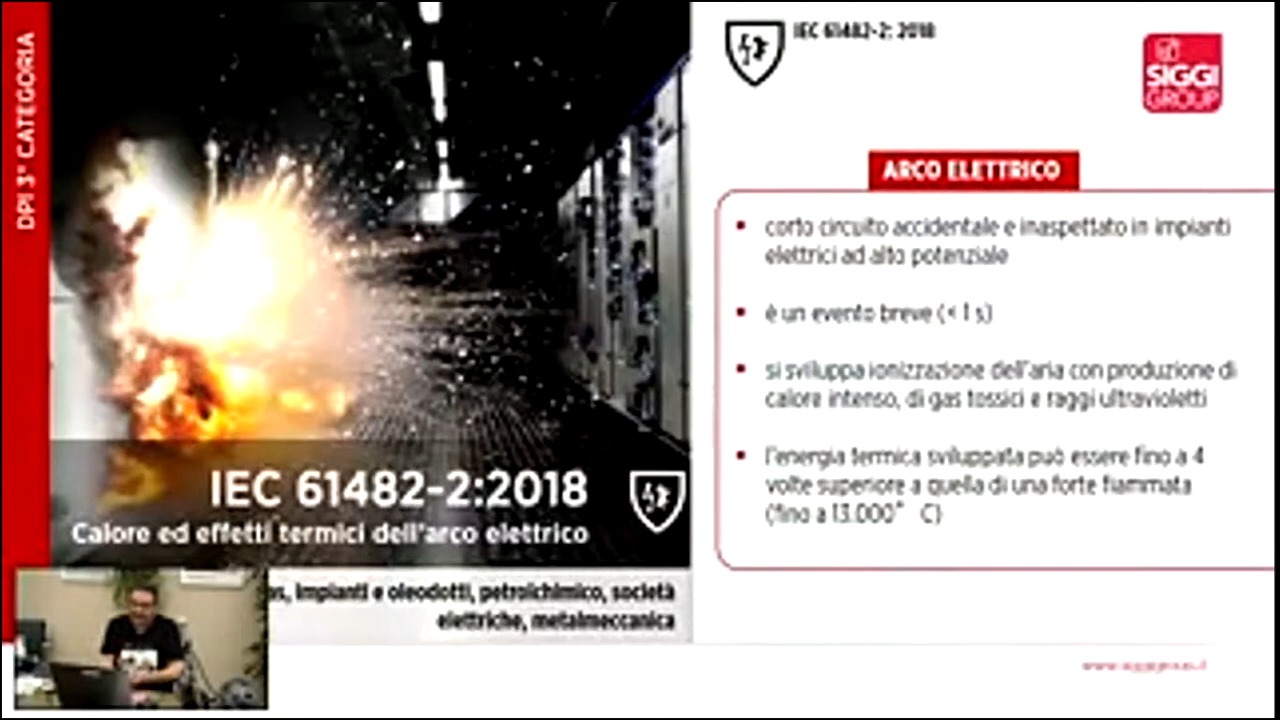 DPI 3° CATEGORIA
IEC 61482-2:2018
Calore ed effetti termici dell'arco elettrico
impianti e oleodotti, petrolchimico, società
elettriche, metalmeccanica
IEC 61482-2: 2018
SIGGI
GROUP
ARCO ELETTRICO
• corto circuito accidentale e inaspettato in impianti
elettrici ad alto potenziale
• è un evento breve (< 1 s)
• si sviluppa ionizzazione dell'aria con produzione di
calore intenso, di gas tossici e raggi ultravioletti
• l'energia termica sviluppata può essere fino a 4
volte superiore a quella di una forte fiammata
(fino a 13.000° C)